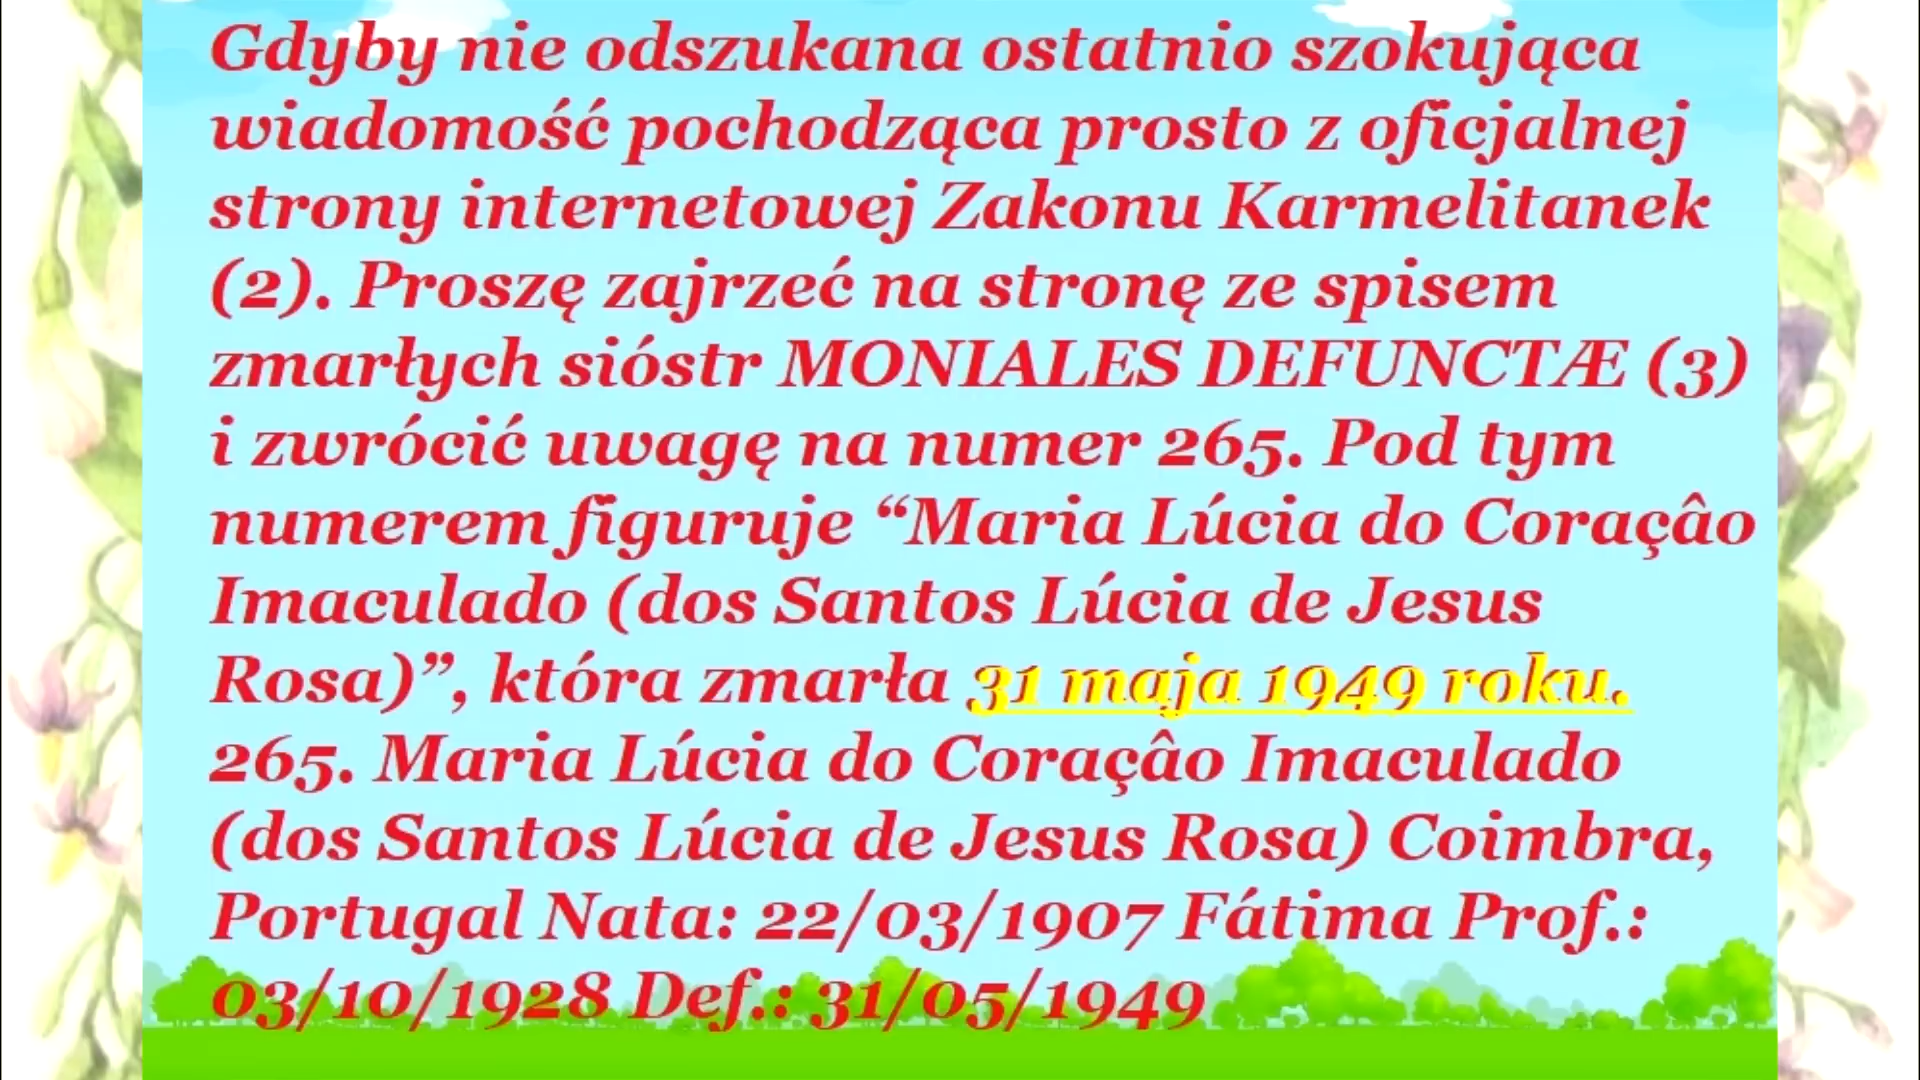 Gdyby nie odszukana ostatnio szokująca
wiadomość pochodząca prosto z oficjalnej
strony internetowej Zakonu Karmelitanek
(2). Proszę zajrzeć na stronę ze spisem
zmarłych sióstr MONIALES DEFUNCTÆ (3)
i zwrócić uwagę na numer 265. Pod tym
numerem figuruje “Maria Lúcia do Coraçâo
Imaculado (dos Santos Lúcia de Jesus
Rosa)”, która zmarła 31 maja 1949 roku.
265. Maria Lúcia do Coraçâo Imaculado
(dos Santos Lúcia de Jesus Rosa) Coimbra,
Portugal Nata: 22/03/1907 Fátima Prof.:
03/10/1928 Def.: 31/05/1949